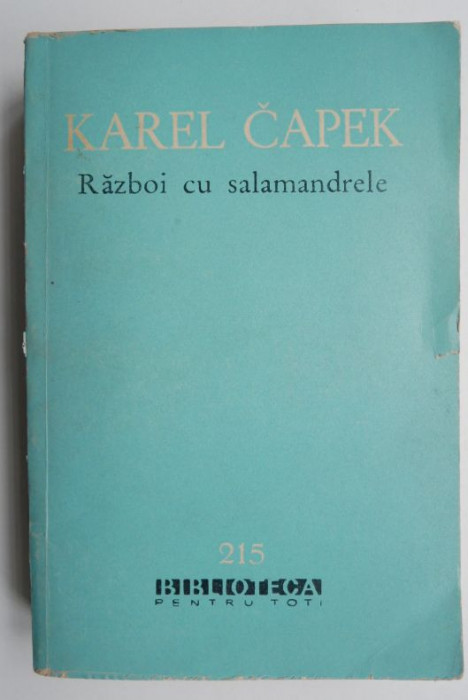 KAREL ČAPEK
Război cu salamandrele
215
BIBLIOTECA
PENTRU TOȚI